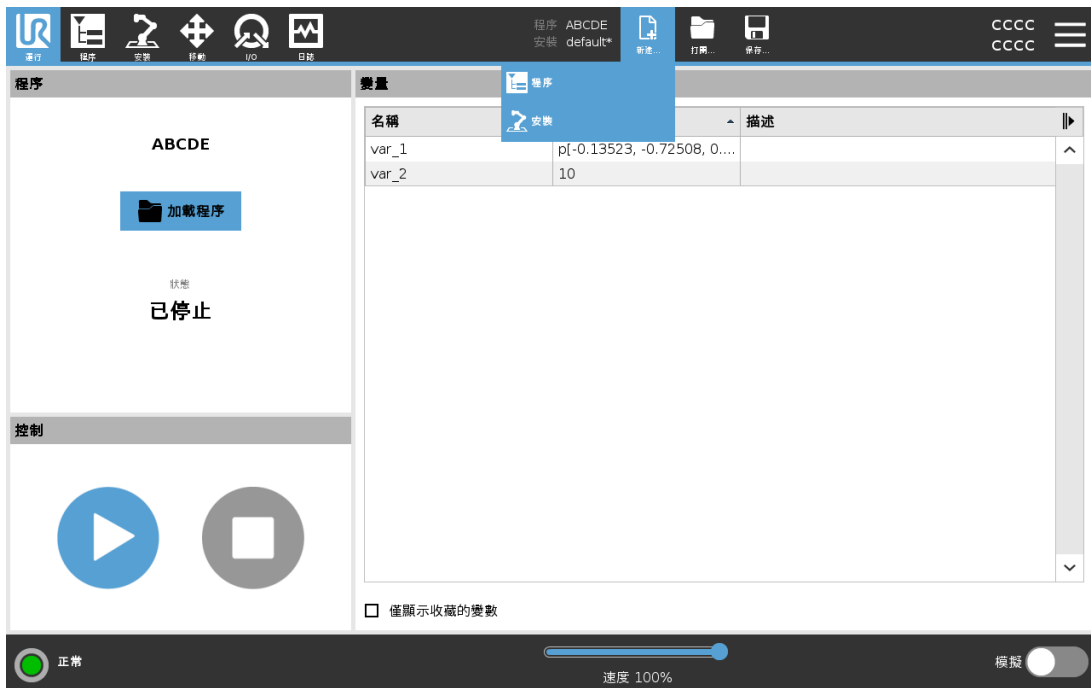 UR
運行
程序
安裝
移動
I/O
日誌
程序 ABCDE
安裝 default*
新建...
打開...
保存...
CCCC
CCCC
程序
安裝
程序
ABCDE
加載程序
狀態
已停止
控制
變量
名稱 描述
var_1 p[-0.13523, -0.72508, 0....
var_2 10
僅顯示收藏的變數
正常
速度 100%
模擬